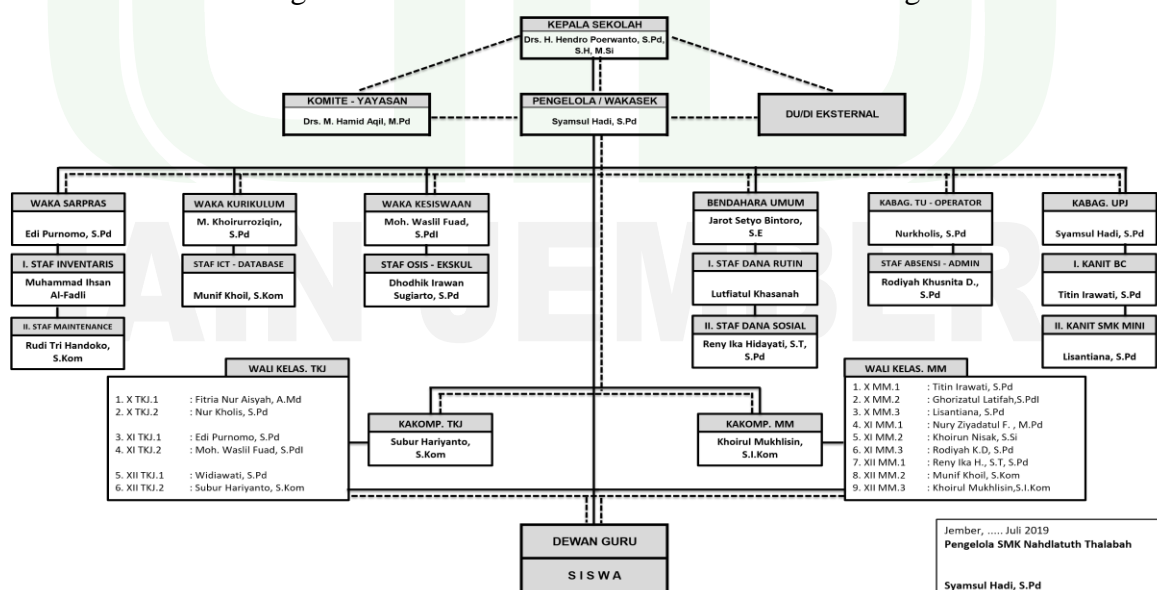 KEPALA SEKOLAH
Drs. H. Hendro Poerwanto, S.Pd,
S.H, M.Si
KOMITE - YAYASAN
Drs. M. Hamid Aqil, M.Pd
PENGELOLA / WAKASEK
Syamsul Hadi, S.Pd
DU/DI EKSTERNAL
WAKA SARPRAS
Edi Purnomo, S.Pd
I. STAF INVENTARIS
Muhammad Ihsan
Al-Fadli
II. STAF MAINTENANCE
Rudi Tri Handoko,
S.Kom
WAKA KURIKULUM
M. Khoirurroziqin,
S.Pd
STAF ICT - DATABASE
Munif Khoil, S.Kom
WAKA KESISWAAN
Moh. Waslil Fuad,
S.PdI
STAF OSIS - EKSKUL
Dhodhik Irawan
Sugiarto, S.Pd
BENDAHARA UMUM
Jarot Setyo Bintoro,
S.E
I. STAF DANA RUTIN
Lutfiatul Khasanah
II. STAF DANA SOSIAL
Reny Ika Hidayati, S.T,
S.Pd
KABAG. TU - OPERATOR
Nurkholis, S.Pd
STAF ABSENSI - ADMIN
Rodiyah Khusnita D.,
S.Pd
KABAG. UPJ
Syamsul Hadi, S.Pd
I. KANIT BC
Titin Irawati, S.Pd
II. KANIT SMK MINI
Lisantiana, S.Pd
WALI KELAS. TKJ
1. X TKJ.1 : Fitria Nur Aisyah, A.Md
2. X TKJ.2 : Nur Kholis, S.Pd
3. XI TKJ.1 : Edi Purnomo, S.Pd
4. XI TKJ.2 : Moh. Waslil Fuad, S.PdI
5. XII TKJ.1 : Widiawati, S.Pd
6. XII TKJ.2 : Subur Hariyanto, S.Kom
KAKOMP. TKJ
Subur Hariyanto,
S.Kom
KAKOMP. MM
Khoirul Mukhlisin,
S.I.Kom
WALI KELAS. MM
1. X MM.1 : Titin Irawati, S.Pd
2. X MM.2 : Ghorizatul Latifah,S.PdI
3. X MM.3 : Lisantiana, S.Pd
4. XI MM.1 : Nury Ziyadatul F. , M.Pd
5. XI MM.2 : Khoirun Nisak, S.Si
6. XI MM.3 : Rodiyah K.D, S.Pd
7. XII MM.1 : Reny Ika H., S.T, S.Pd
8. XII MM.2 : Munif Khoil, S.Kom
9. XII MM.3 : Khoirul Mukhlisin,S.I.Kom
DEWAN GURU
S I S W A
Jember, ..... Juli 2019
Pengelola SMK Nahdlatuth Thalabah
Syamsul Hadi, S.Pd
IAIN JEMBER